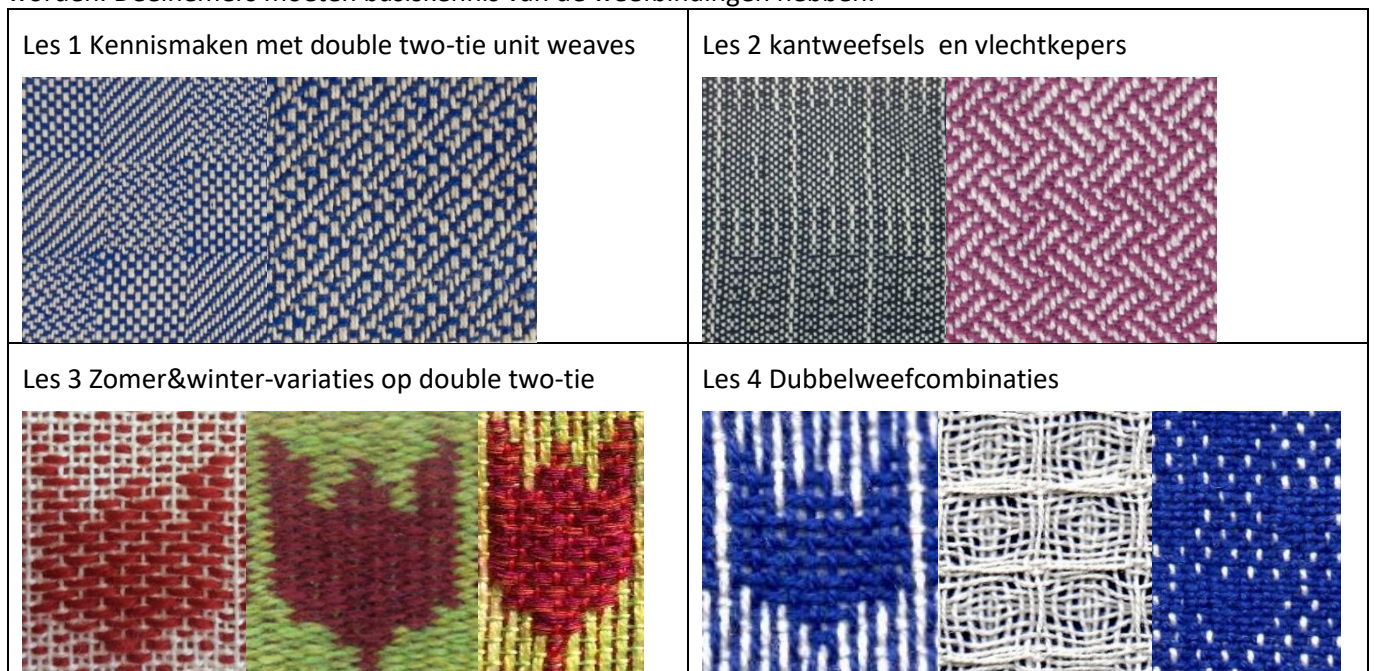 worden. Deelnemers moeten basiskennis van de weefbindingen hebben.
Les 1 Kennismaken met double two-tie unit weaves
Les 2 kantweefsels  en vlechtkepers
Les 3 Zomer&winter-variaties op double two-tie
Les 4 Dubbelweefcombinaties